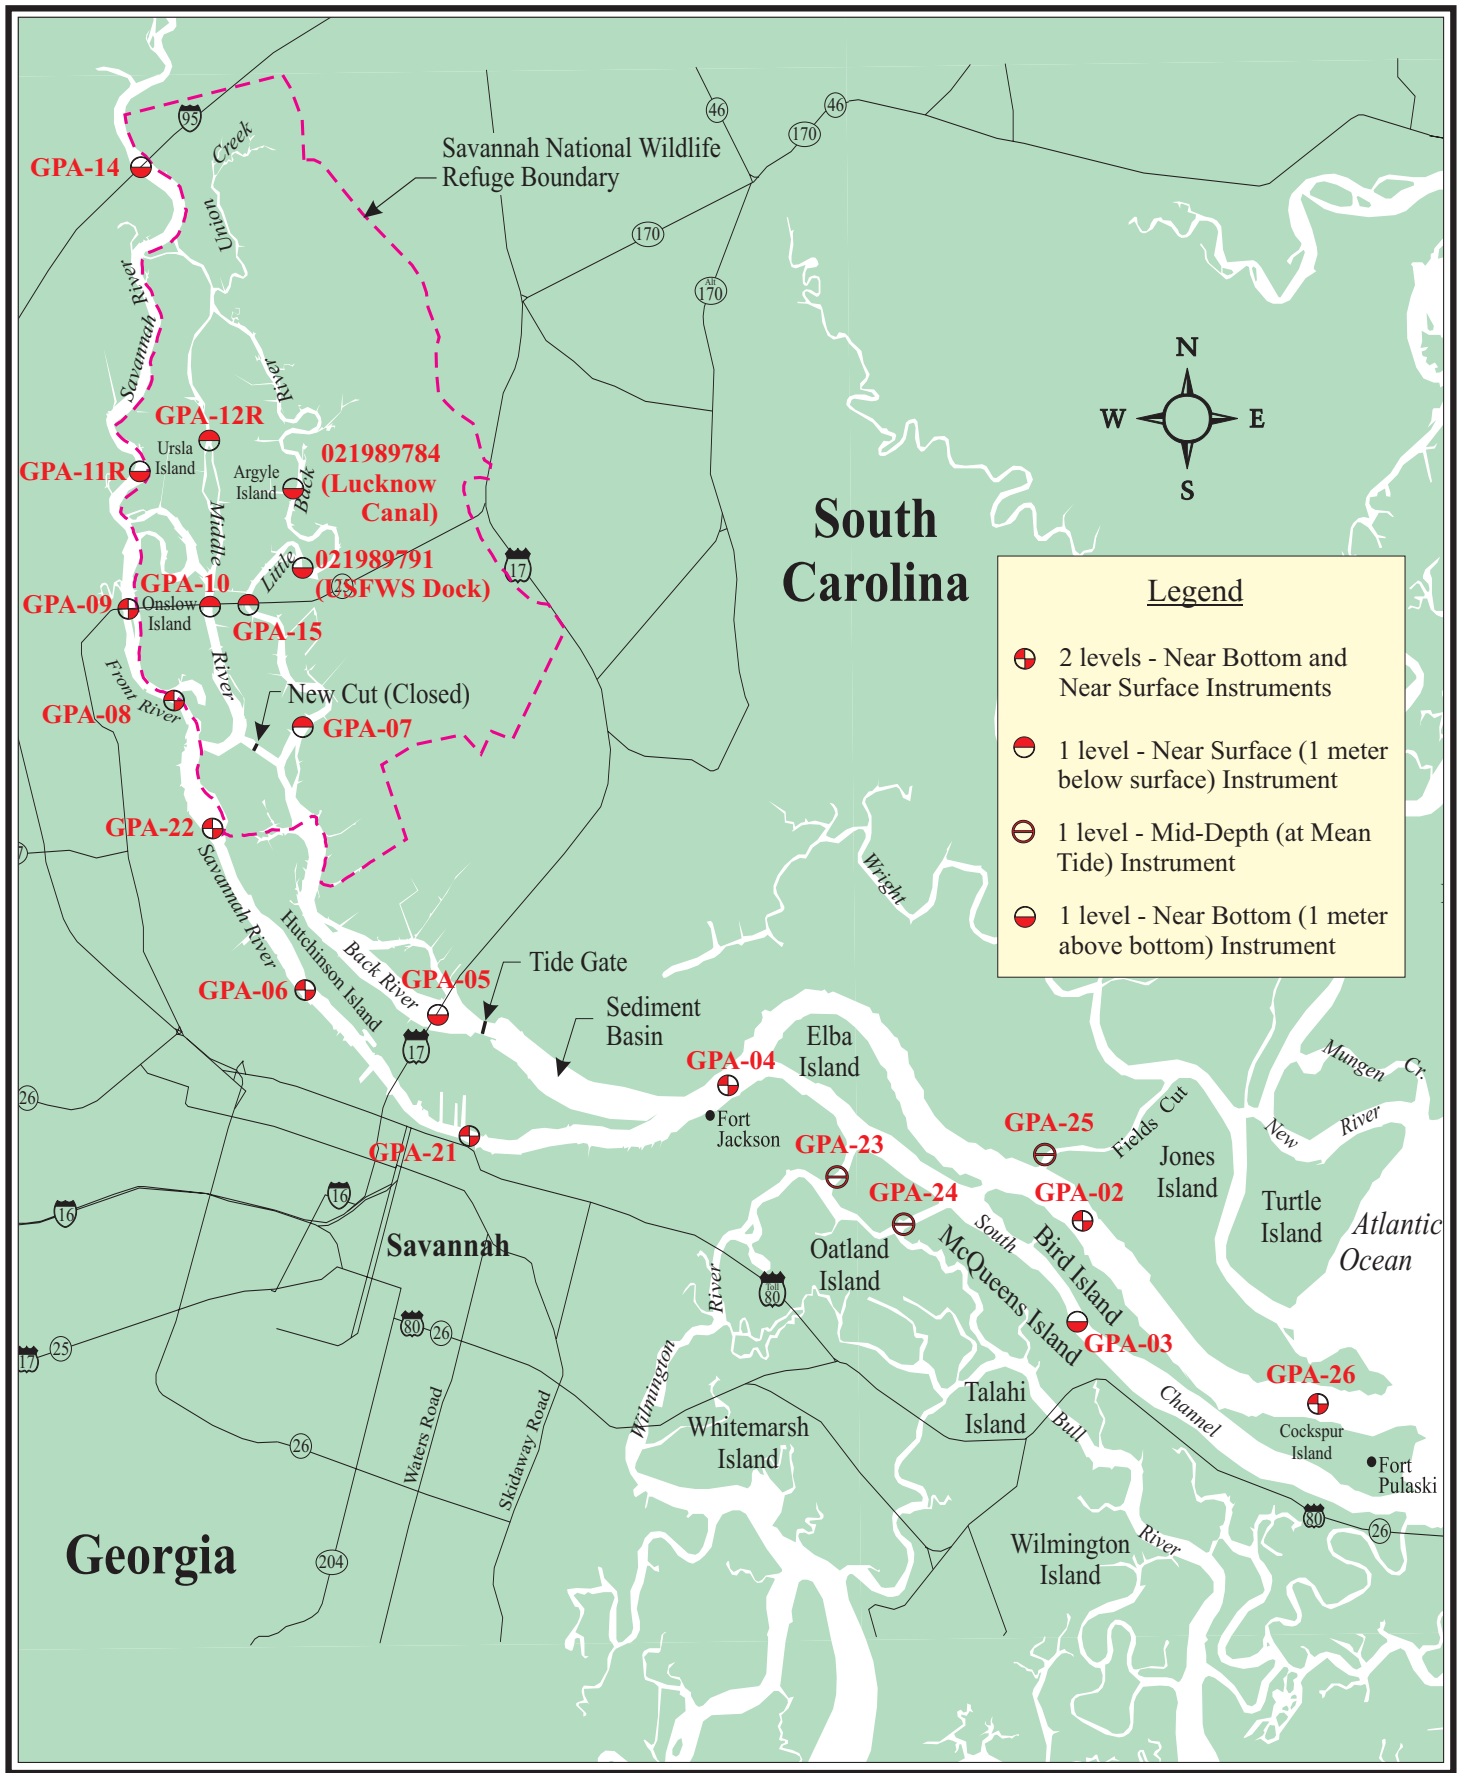 95
Creek
46
46
170
GPA-14
Savannah National Wildlife
Refuge Boundary
Union
170
Alt
170
Savannah River
River
N
W
E
S
GPA-12R
Ursla
Island
GPA-11R
Argyle
Island
Back
021989784
(Lucknow
Canal)
Middle
South
Carolina
17
Little
021989791
(USFWS Dock)
25
GPA-10
GPA-09
Onslow
Island
GPA-15
River
Front River
GPA-08
New Cut (Closed)
GPA-07
Legend
2 levels - Near Bottom and
Near Surface Instruments
1 level - Near Surface (1 meter
below surface) Instrument
1 level - Mid-Depth (at Mean
Tide) Instrument
1 level - Near Bottom (1 meter
above bottom) Instrument
GPA-22
Savannah River
Wright
Hutchinson Island
Back River
GPA-05
Tide Gate
GPA-06
Sediment
Basin
17
GPA-04
Elba
Island
Mungen Cr.
26
Fort
Jackson
GPA-21
GPA-23
GPA-25
Fields Cut
New River
Jones
Island
GPA-24
GPA-02
16
16
Savannah
Turtle
Island
Atlantic
Ocean
South
Bird Island
McQueens Island
Oatland
Island
River
Toll
80
80
26
GPA-03
17
25
Wilmington
GPA-26
Talahi
Island
Channel
Cockspur
Island
Whitemarsh
Island
Bull
Waters Road
Skidaway Road
26
Fort
Pulaski
80
26
Georgia
204
Wilmington
Island
River